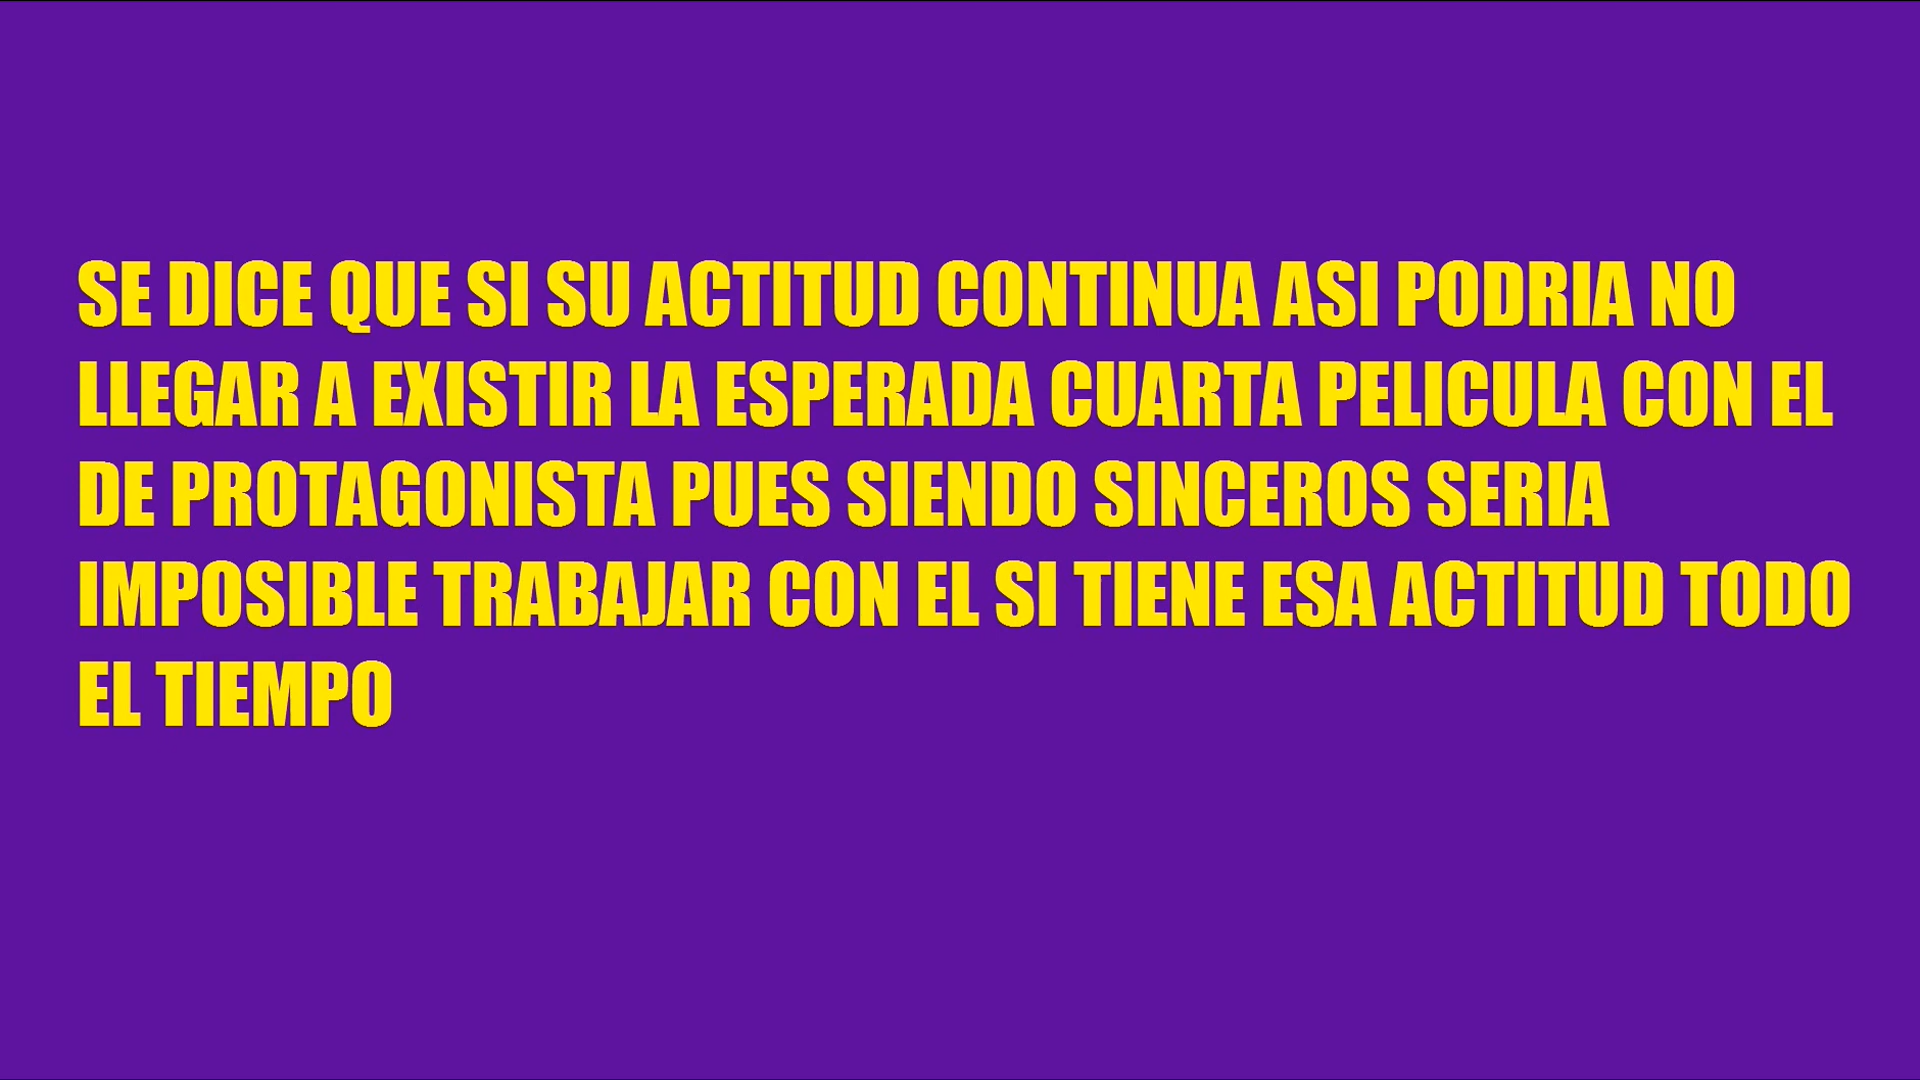 SE DICE QUE SI SU ACTITUD CONTINUA ASI PODRIA NO
LLEGAR A EXISTIR LA ESPERADA CUARTA PELICULA CON EL
DE PROTAGONISTA PUES SIENDO SINCEROS SERIA
IMPOSIBLE TRABAJAR CON EL SI TIENE ESA ACTITUD TODO
EL TIEMPO